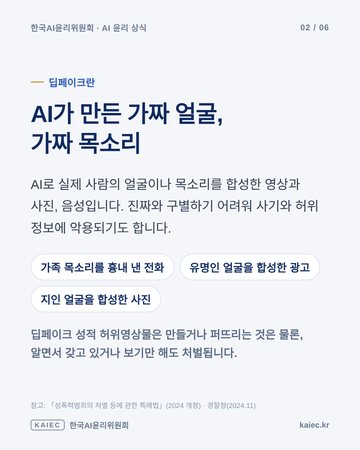 한국AI윤리위원회 · AI 윤리 상식
02 / 06
딥페이크란
AI가 만든 가짜 얼굴,
가짜 목소리
AI로 실제 사람의 얼굴이나 목소리를 합성한 영상과
사진, 음성입니다. 진짜와 구별하기 어려워 사기와 허위
정보에 악용되기도 합니다.
가족 목소리를 흉내 낸 전화
유명인 얼굴을 합성한 광고
지인 얼굴을 합성한 사진
딥페이크 성적 허위영상물은 만들거나 퍼뜨리는 것은 물론,
알면서 갖고 있거나 보기만 해도 처벌됩니다.
참고: 「성폭력범죄의 처벌 등에 관한 특례법」(2024 개정) · 경찰청(2024.11)
KAIEC 한국AI윤리위원회
kaiec.kr